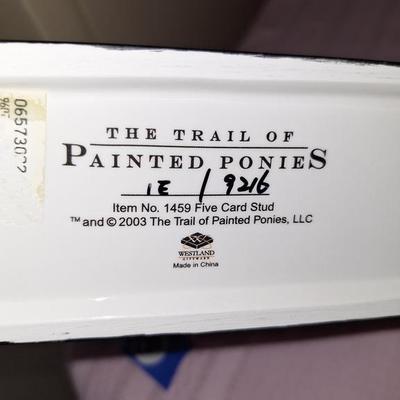 THE TRAIL OF
PAINTED PONIES
1E / 9216
Item No. 1459 Five Card Stud
™ and © 2003 The Trail of Painted Ponies, LLC
WESTLAND
GIFTWARE
Made in China